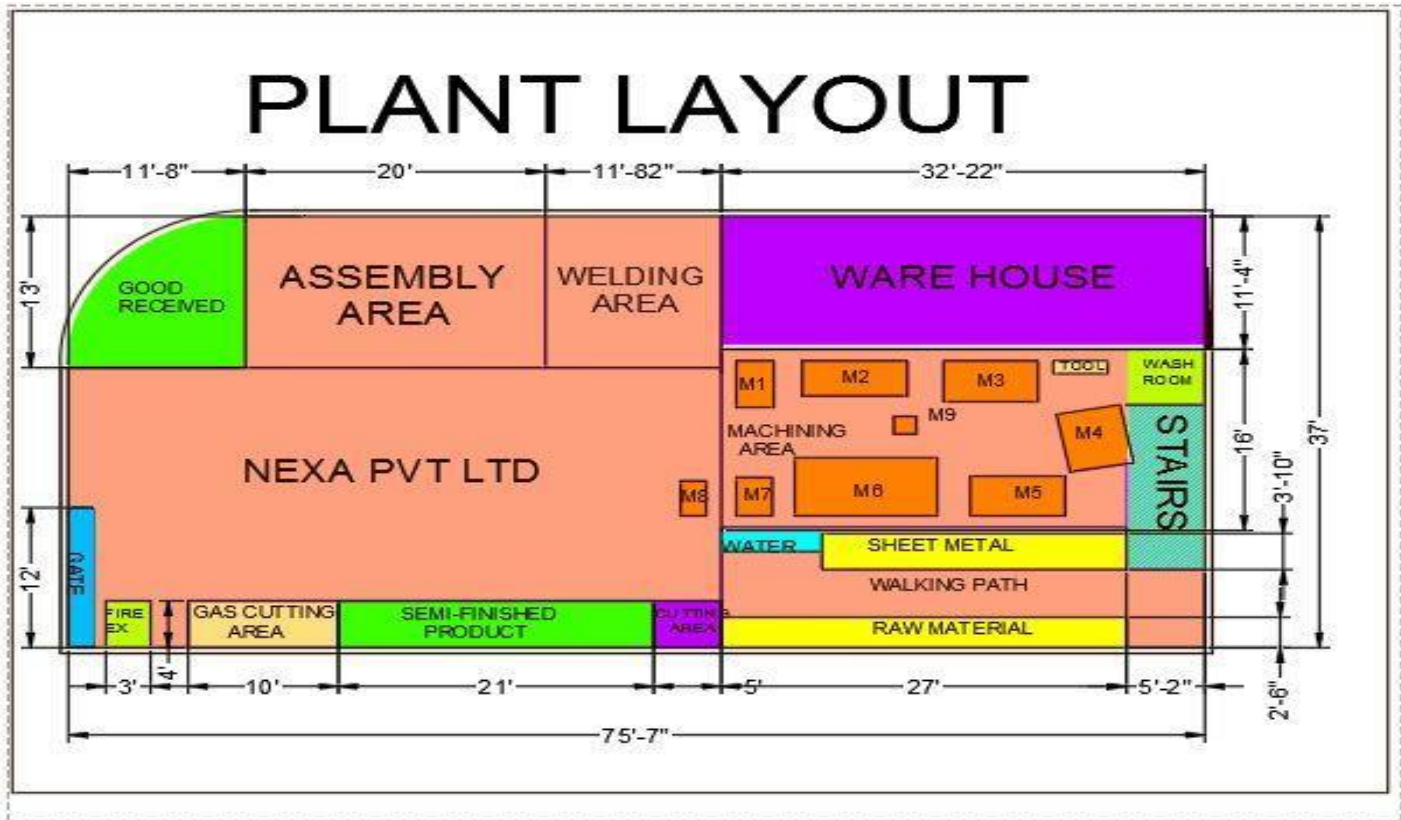 PLANT LAYOUT
11'-8"
20'
11'-82"
32'-22"
13'
GOOD
RECEIVED
ASSEMBLY
AREA
WELDING
AREA
WARE HOUSE
11'-4"
M1
M2
M3
TOOL
WASH
ROOM
M9
M4
MACHINING
AREA
STAIRS
16'
37'
NEXA PVT LTD
M8
M7
M6
M5
3'-10"
12'
GATE
WATER
SHEET METAL
WALKING PATH
FIRE
EX
GAS CUTTING
AREA
SEMI-FINISHED
PRODUCT
CUTTING
AREA
RAW MATERIAL
3'
4'
10'
21'
5'
27'
5'-2"
2'-6"
75'-7"